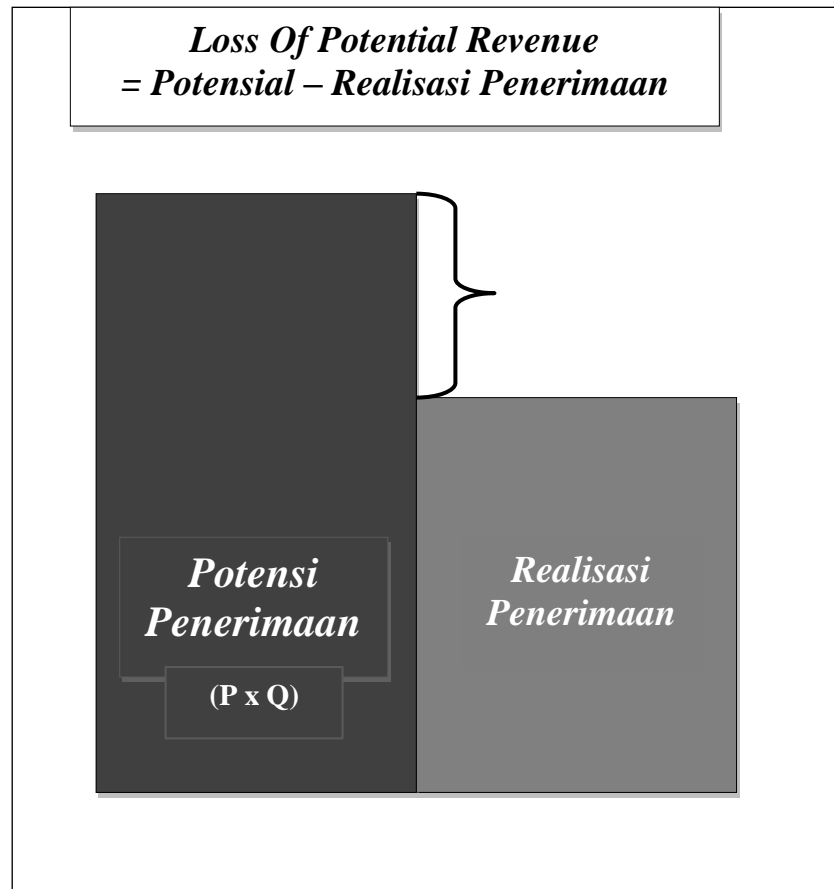 Loss Of Potential Revenue
= Potensial – Realisasi Penerimaan
Potensi
Penerimaan
(P x Q)
Realisasi
Penerimaan